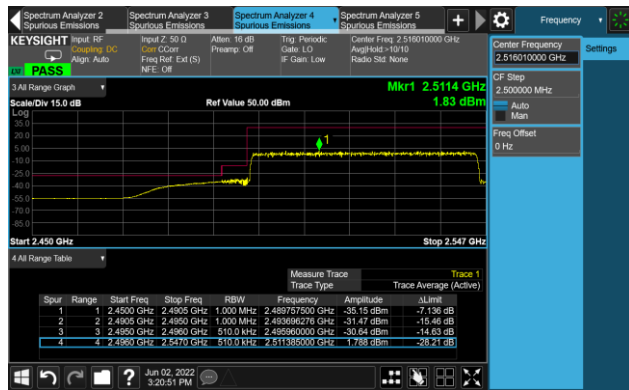 Spectrum Analyzer 2
Spurious Emissions
Spectrum Analyzer 3
Spurious Emissions
Spectrum Analyzer 4
Spurious Emissions
Spectrum Analyzer 5
Spurious Emissions
+
Frequency
KEYSIGHT
Input: RF
Coupling: DC
Align: Auto
Input Z: 50 Ω
Corr CCorr
Freq Ref: Ext (S)
NFE: Off
Atten: 16 dB
Preamp: Off
Trig: Periodic
Gate: LO
IF Gain: Low
Center Freq: 2.516010000 GHz
Avg|Hold:>10/10
Radio Std: None
PASS
Center Frequency
2.516010000 GHz
Settings
CF Step
2.500000 MHz
Auto
Man
Freq Offset
0 Hz
3 All Range Graph
Mkr1 2.5114 GHz
1.83 dBm
Scale/Div 15.0 dB
Ref Value 50.00 dBm
Log
35.0
20.0
5.00
-10.0
-25.0
-40.0
-55.0
-70.0
-85.0
1
Start 2.450 GHz
Stop 2.547 GHz
4 All Range Table
Measure Trace Trace 1
Trace Type Trace Average (Active)
Spur Range Start Freq Stop Freq RBW Frequency Amplitude ΔLimit
1 1 2.4500 GHz 2.4905 GHz 1.000 MHz 2.489757500 GHz -35.15 dBm -7.136 dB
2 2 2.4905 GHz 2.4950 GHz 1.000 MHz 2.493696276 GHz -31.47 dBm -15.46 dB
3 3 2.4950 GHz 2.4960 GHz 510.0 kHz 2.495960000 GHz -30.64 dBm -14.63 dB
4 4 2.4960 GHz 2.5470 GHz 510.0 kHz 2.511385000 GHz 1.788 dBm -28.21 dB
?
Jun 02, 2022
3:20:51 PM